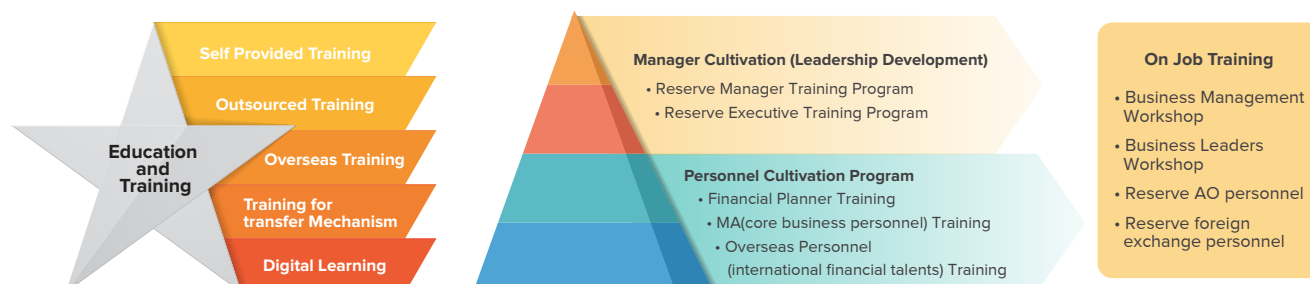 Education
and
Training
Self Provided Training
Outsourced Training
Overseas Training
Training for
transfer Mechanism
Digital Learning
Manager Cultivation (Leadership Development)
• Reserve Manager Training Program
• Reserve Executive Training Program
Personnel Cultivation Program
• Financial Planner Training
• MA(core business personnel) Training
• Overseas Personnel
(international financial talents) Training
On Job Training
• Business Management
Workshop
• Business Leaders
Workshop
• Reserve AO personnel
• Reserve foreign
exchange personnel